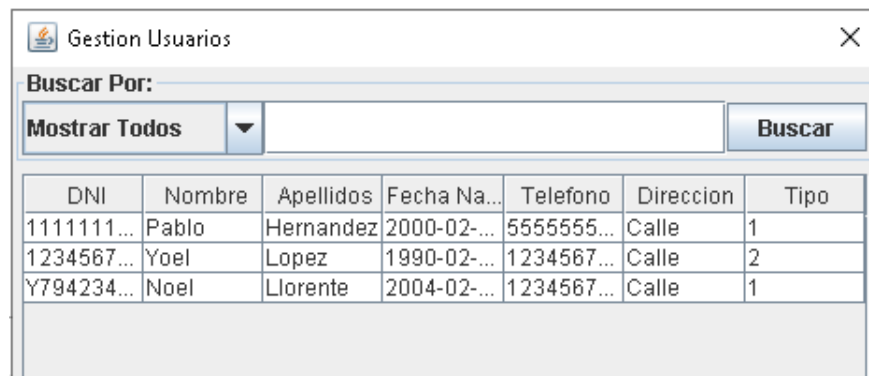 Gestion Usuarios
Buscar Por:
Mostrar Todos Buscar
DNI Nombre Apellidos Fecha Na... Telefono Direccion Tipo
1111111... Pablo Hernandez 2000-02-... 5555555... Calle 1
1234567... Yoel Lopez 1990-02-... 1234567... Calle 2
Y794234... Noel Llorente 2004-02-... 1234567... Calle 1